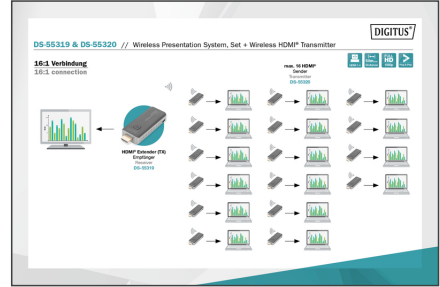 DIGITUS®
DS-55319 & DS-55320 // Wireless Presentation System, Set + Wireless HDMI® Transmitter
16:1 Verbindung
16:1 connection
max. 16 HDMI®
Sender
Transmitter
DS-55320
HDMI® Extender (TX)
Empfänger
Receiver
DS-55319